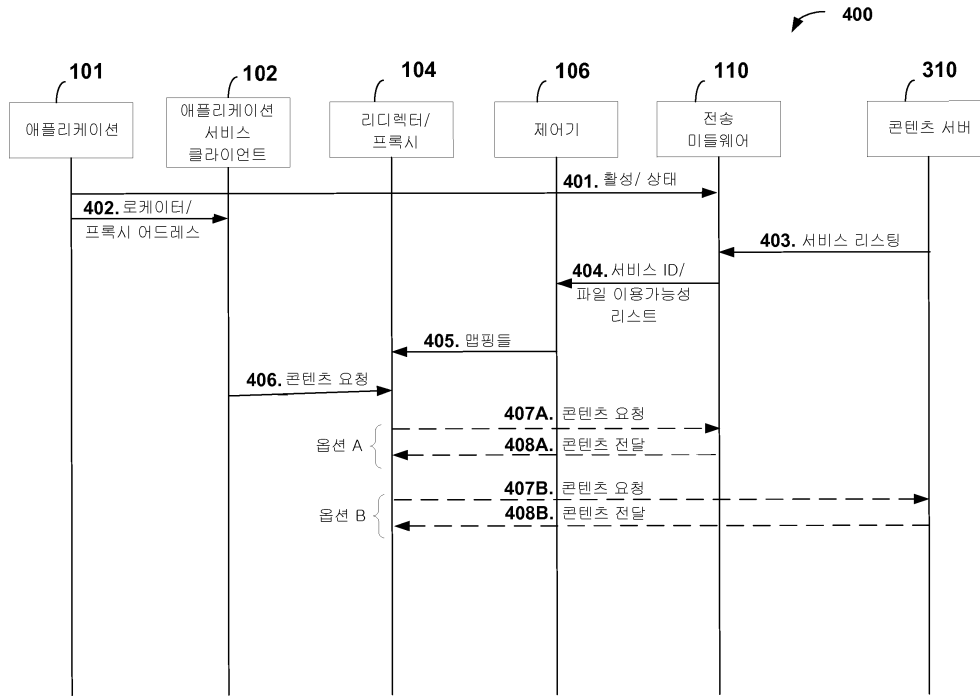 400
101
102
104
106
110
310
애플리케이션
애플리케이션
서비스
클라이언트
리디렉터/
프록시
제어기
전송
미들웨어
콘텐츠 서버
401. 활성/ 상태
402. 로케이터/
프록시 어드레스
403. 서비스 리스팅
404. 서비스 ID/
파일 이용가능성
리스트
405. 맵핑들
406. 콘텐츠 요청
407A. 콘텐츠 요청
옵션 A
408A. 콘텐츠 전달
407B. 콘텐츠 요청
옵션 B
408B. 콘텐츠 전달